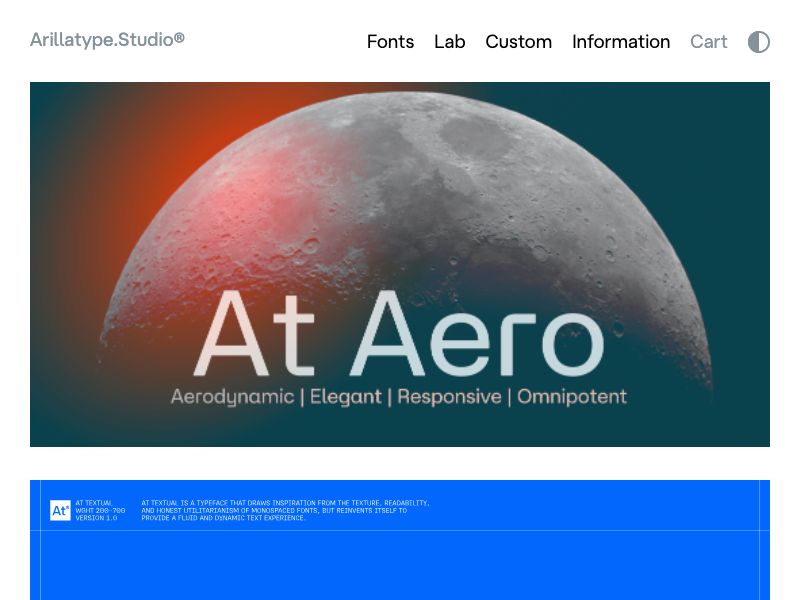 Arillatype.Studio®
Fonts Lab Custom Information Cart
At Aero
Aerodynamic | Elegant | Responsive | Omnipotent
At
AT TEXTUAL
WGHT 200-700
VERSION 1.0
AT TEXTUAL IS A TYPEFACE THAT DRAWS INSPIRATION FROM THE TEXTURE, READABILITY,
AND HONEST UTILITARIANISM OF MONOSPACED FONTS, BUT REINVENTS ITSELF TO
PROVIDE A FLUID AND DYNAMIC TEXT EXPERIENCE.